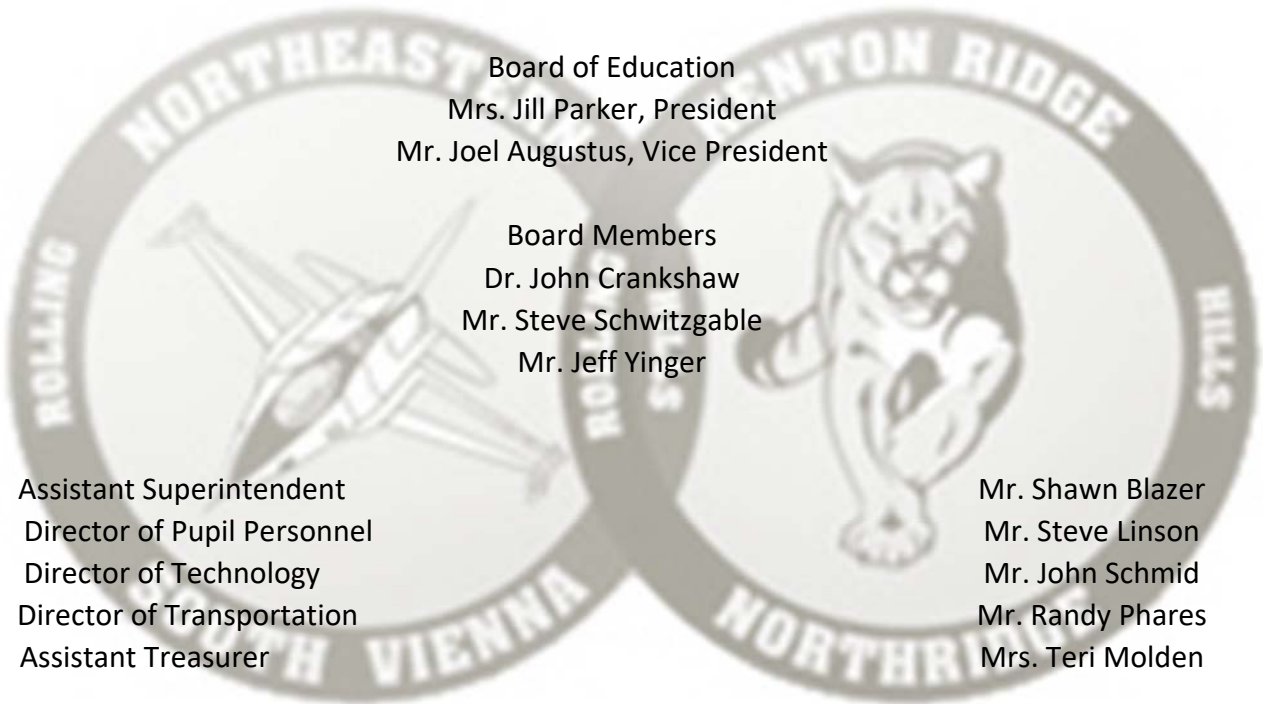 NORTHEASTERN
KENTON RIDGE
Board of Education
Mrs. Jill Parker, President
Mr. Joel Augustus, Vice President
Board Members
Dr. John Crankshaw
Mr. Steve Schwitzgable
Mr. Jeff Yinger
ROLLING
ROLLING
HILLS
HILLS
Assistant Superintendent Mr. Shawn Blazer
Director of Pupil Personnel Mr. Steve Linson
Director of Technology Mr. John Schmid
Director of Transportation Mr. Randy Phares
Assistant Treasurer Mrs. Teri Molden
SOUTH VIENNA
NORTHRIDGE